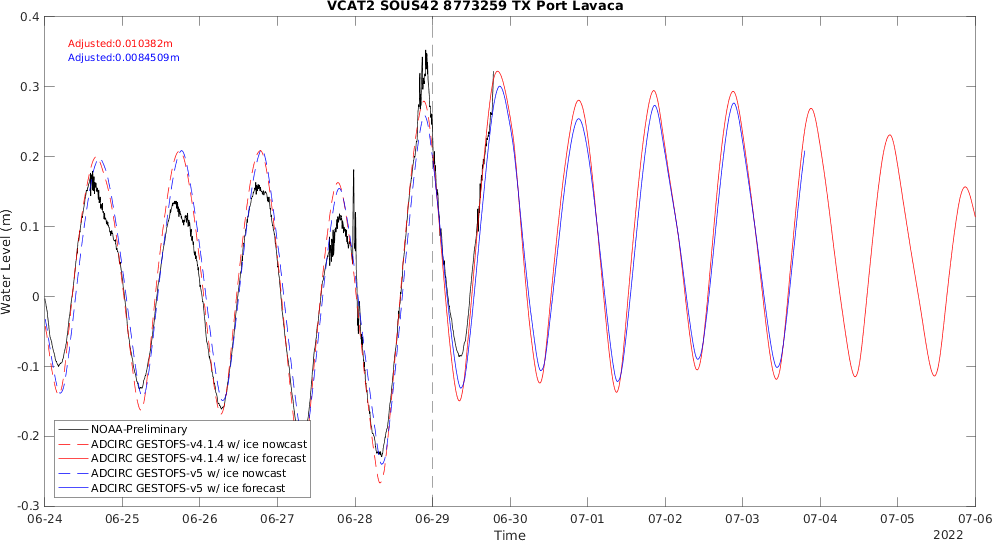 VCAT2 SOUS42 8773259 TX Port Lavaca
Adjusted:0.010382m
Adjusted:0.0084509m
0.4
0.3
0.2
0.1
0
-0.1
-0.2
-0.3
Water Level (m)
NOAA-Preliminary
ADCIRC GESTOFS-v4.1.4 w/ ice nowcast
ADCIRC GESTOFS-v4.1.4 w/ ice forecast
ADCIRC GESTOFS-v5 w/ ice nowcast
ADCIRC GESTOFS-v5 w/ ice forecast
06-24 06-25 06-26 06-27 06-28 06-29 06-30 07-01 07-02 07-03 07-04 07-05 07-06
Time
2022